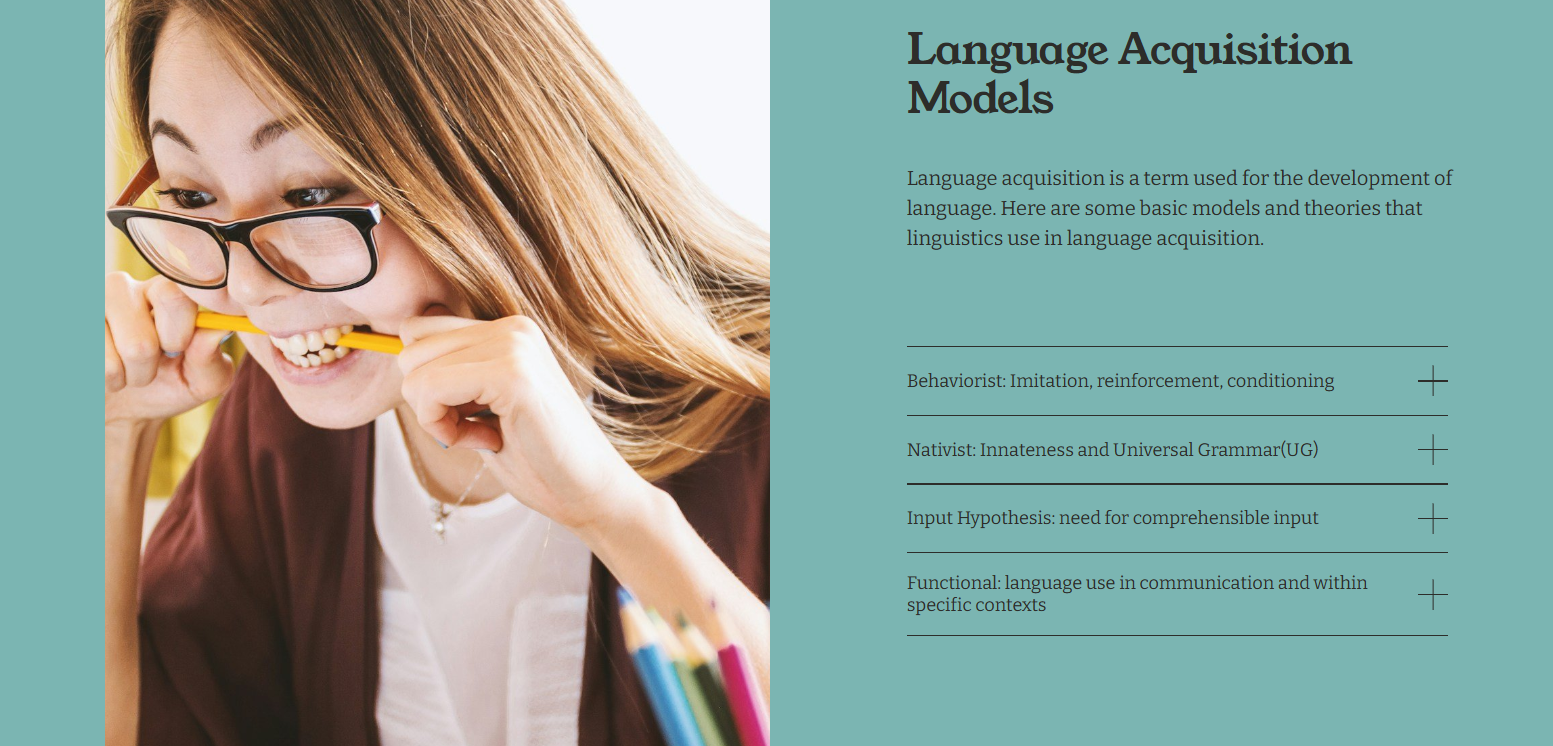 Language Acquisition
Models
Language acquisition is a term used for the development of
language. Here are some basic models and theories that
linguistics use in language acquisition.
Behaviorist: Imitation, reinforcement, conditioning
Nativist: Innateness and Universal Grammar(UG)
Input Hypothesis: need for comprehensible input
Functional: language use in communication and within
specific contexts